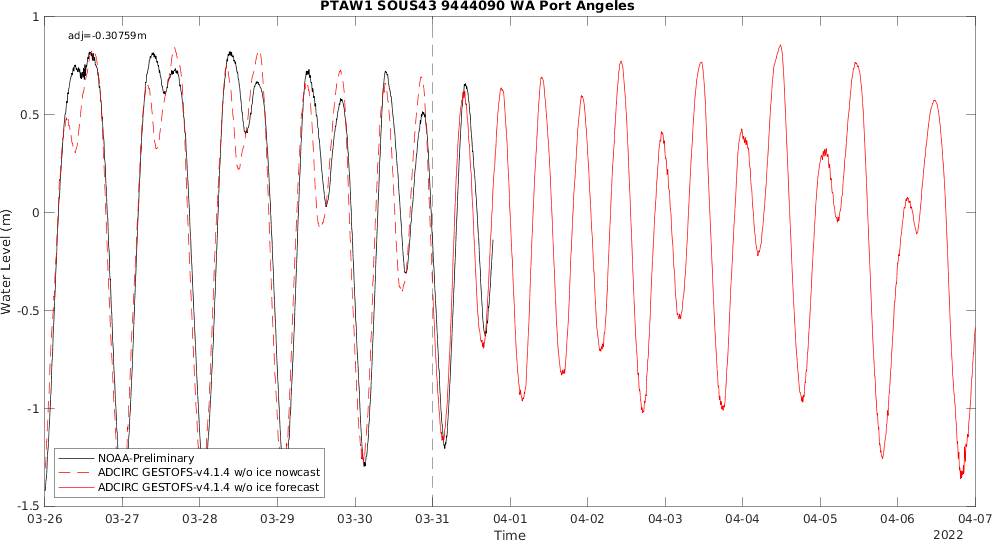 PTAW1 SOUS43 9444090 WA Port Angeles
adj=-0.30759m
1
0.5
0
-0.5
-1
-1.5
Water Level (m)
NOAA-Preliminary
ADCIRC GESTOFS-v4.1.4 w/o ice nowcast
ADCIRC GESTOFS-v4.1.4 w/o ice forecast
03-26 03-27 03-28 03-29 03-30 03-31 04-01 04-02 04-03 04-04 04-05 04-06 04-07
Time
2022